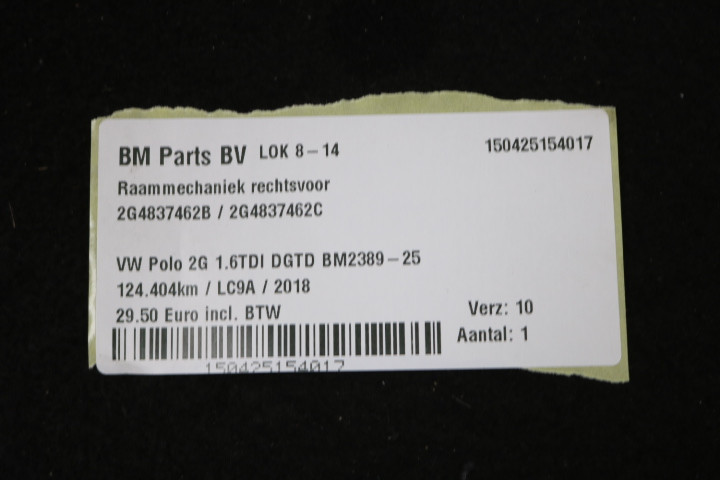 BM Parts BV LOK 8-14 150425154017
Raammechaniek rechtsvoor
2G4837462B / 2G4837462C
VW Polo 2G 1.6TDI DGTD BM2389-25
124.404km / LC9A / 2018
29.50 Euro incl. BTW Verz: 10
Aantal: 1
150425154017